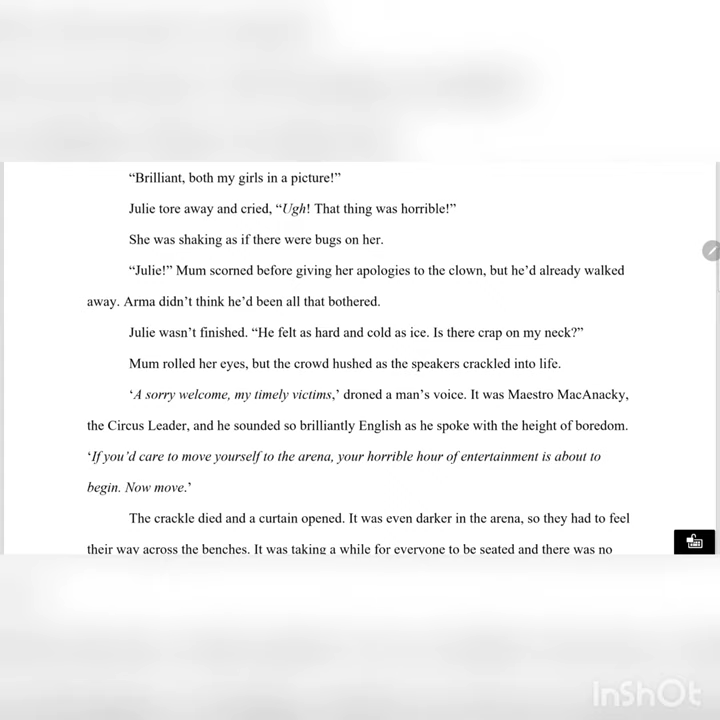 “Brilliant, both my girls in a picture!”
Julie tore away and cried, “Ugh! That thing was horrible!”
She was shaking as if there were bugs on her.
“Julie!” Mum scorned before giving her apologies to the clown, but he’d already walked
away. Arma didn’t think he’d been all that bothered.
Julie wasn’t finished. “He felt as hard and cold as ice. Is there crap on my neck?”
Mum rolled her eyes, but the crowd hushed as the speakers crackled into life.
‘A sorry welcome, my timely victims,’ droned a man’s voice. It was Maestro MacAnacky,
the Circus Leader, and he sounded so brilliantly English as he spoke with the height of boredom.
‘If you’d care to move yourself to the arena, your horrible hour of entertainment is about to
begin. Now move.’
The crackle died and a curtain opened. It was even darker in the arena, so they had to feel
their way across the benches. It was taking a while for everyone to be seated and there was no
InShOt